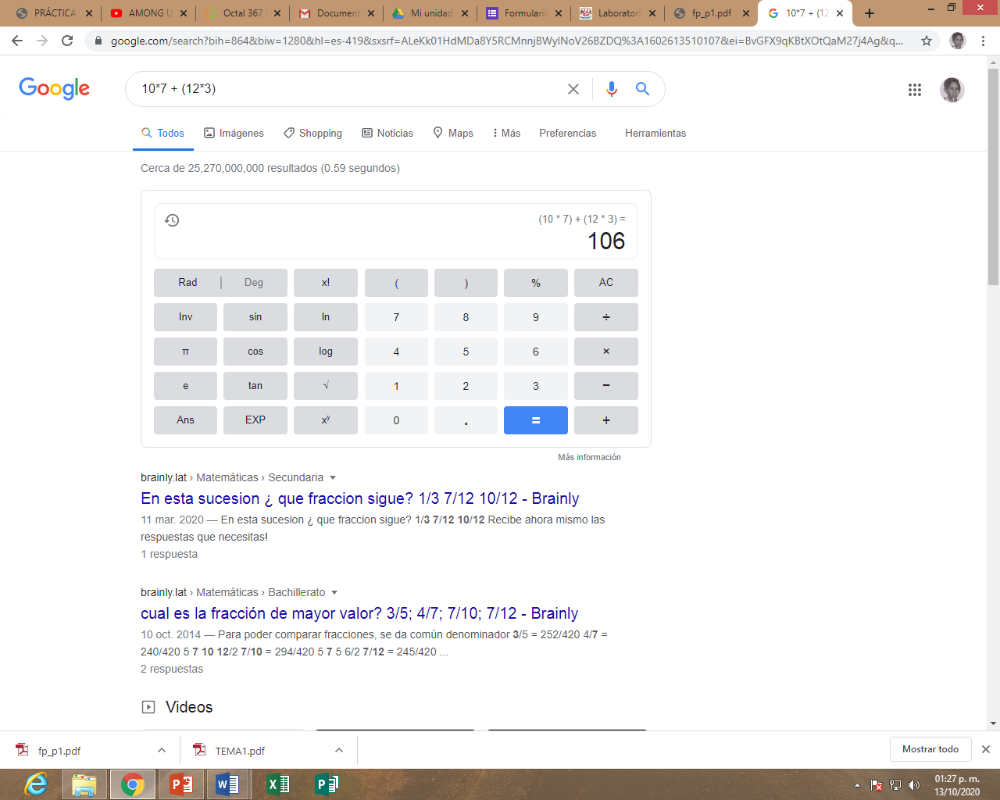 PRÁCTICA
AMONG U
Octal 367
Document
Mi unidad
Formulario
Laboratori
fp_p1.pdf
10*7 + (12
google.com/search?bih=864&biw=1280&hl=es-419&sxsrf=ALeKk01HdMDa8Y5RCMnnjBWyINoV26BZDQ%3A1602613510107&ei=BvGFX9qKBtXOtQaM27j4Ag&q...
Google
10*7 + (12*3)
Todos
Imágenes
Shopping
Noticias
Maps
Más
Preferencias
Herramientas
Cerca de 25,270,000,000 resultados (0.59 segundos)
(10 * 7) + (12 * 3) =
106
Rad | Deg x! ( ) % AC
Inv sin ln 7 8 9 ÷
π cos log 4 5 6 ×
e tan √ 1 2 3 −
Ans EXP xʸ 0 . = +
Más información
brainly.lat › Matemáticas › Secundaria
En esta sucesion ¿ que fraccion sigue? 1/3 7/12 10/12 - Brainly
11 mar. 2020 — En esta sucesion ¿ que fraccion sigue? 1/3 7/12 10/12 Recibe ahora mismo las
respuestas que necesitas!
1 respuesta
brainly.lat › Matemáticas › Bachillerato
cual es la fracción de mayor valor? 3/5; 4/7; 7/10; 7/12 - Brainly
10 oct. 2014 — Para poder comparar fracciones, se da común denominador 3/5 = 252/420 4/7 =
240/420 5 7 10 12/2 7/10 = 294/420 5 7 5 6/2 7/12 = 245/420 ...
2 respuestas
Videos
fp_p1.pdf
TEMA1.pdf
Mostrar todo
01:27 p. m.
13/10/2020